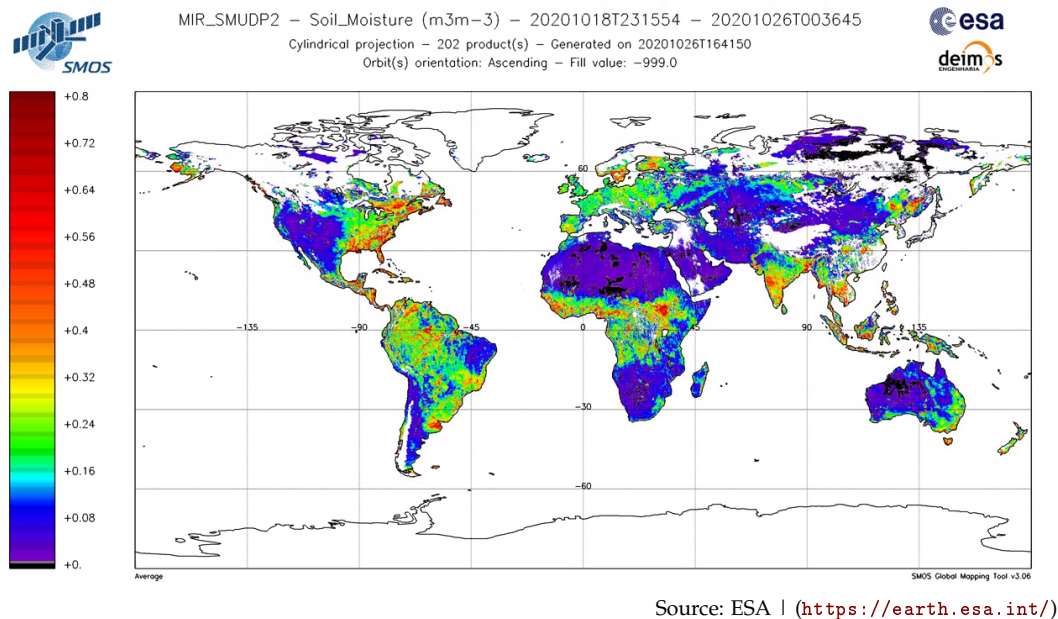 MIR_SMUDP2 – Soil_Moisture (m3m-3) – 20201018T231554 – 20201026T003645
Cylindrical projection – 202 product(s) – Generated on 20201026T164150
Orbit(s) orientation: Ascending – Fill value: -999.0
SMOS
esa
deimos
ENGENHARIA
+0.8
+0.72
+0.64
+0.56
+0.48
+0.4
+0.32
+0.24
+0.16
+0.08
+0.
60
-135
-90
-45
0
45
90
135
-30
-60
Average
SMOS Global Mapping Tool v3.06
Source: ESA | (https://earth.esa.int/)